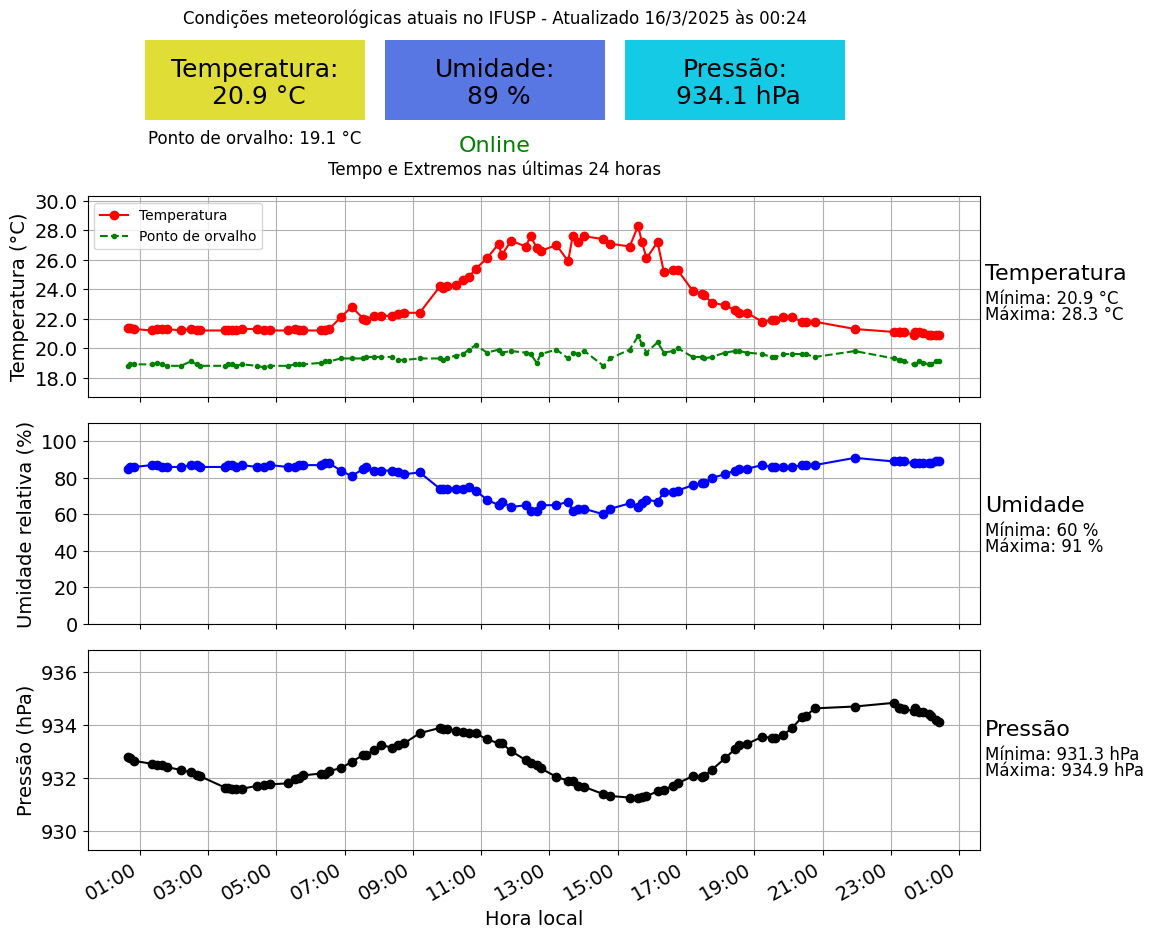 Condições meteorológicas atuais no IFUSP - Atualizado 16/3/2025 às 00:24
Temperatura:
20.9 °C
Umidade:
89 %
Pressão:
934.1 hPa
Ponto de orvalho: 19.1 °C
Online
Tempo e Extremos nas últimas 24 horas
Temperatura (°C)
30.0
28.0
26.0
24.0
22.0
20.0
18.0
Temperatura
Ponto de orvalho
Temperatura
Mínima: 20.9 °C
Máxima: 28.3 °C
Umidade relativa (%)
100
80
60
40
20
0
Umidade
Mínima: 60 %
Máxima: 91 %
Pressão (hPa)
936
934
932
930
Pressão
Mínima: 931.3 hPa
Máxima: 934.9 hPa
01:00
03:00
05:00
07:00
09:00
11:00
13:00
15:00
17:00
19:00
21:00
23:00
01:00
Hora local